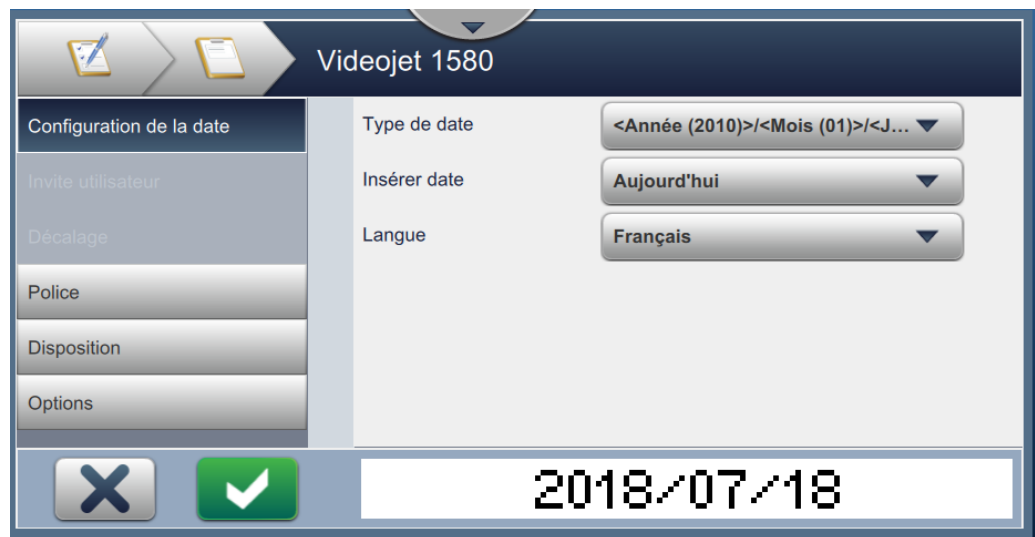 Videojet 1580
Configuration de la date
Invite utilisateur
Décalage
Police
Disposition
Options
Type de date
<Année (2010)>/<Mois (01)>/<J...
Insérer date
Aujourd'hui
Langue
Français
2018/07/18